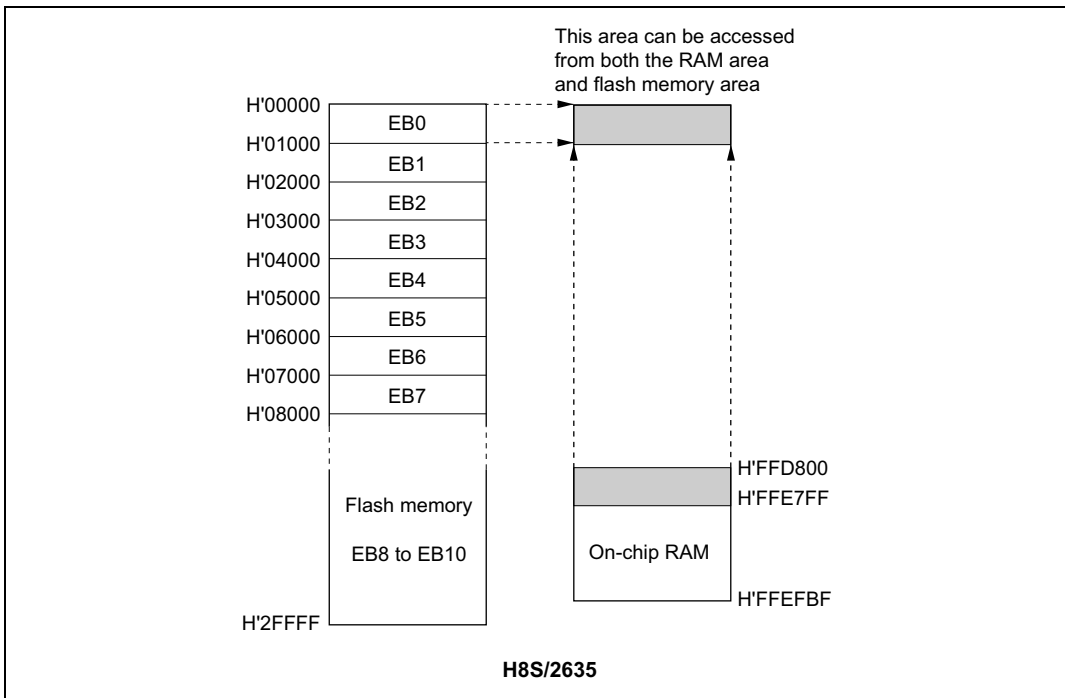 This area can be accessed
from both the RAM area
and flash memory area
H'00000
EB0
H'01000
EB1
H'02000
EB2
H'03000
EB3
H'04000
EB4
H'05000
EB5
H'06000
EB6
H'07000
EB7
H'08000
H'FFD800
H'FFE7FF
Flash memory
EB8 to EB10
On-chip RAM
H'FFEFBF
H'2FFFF
H8S/2635